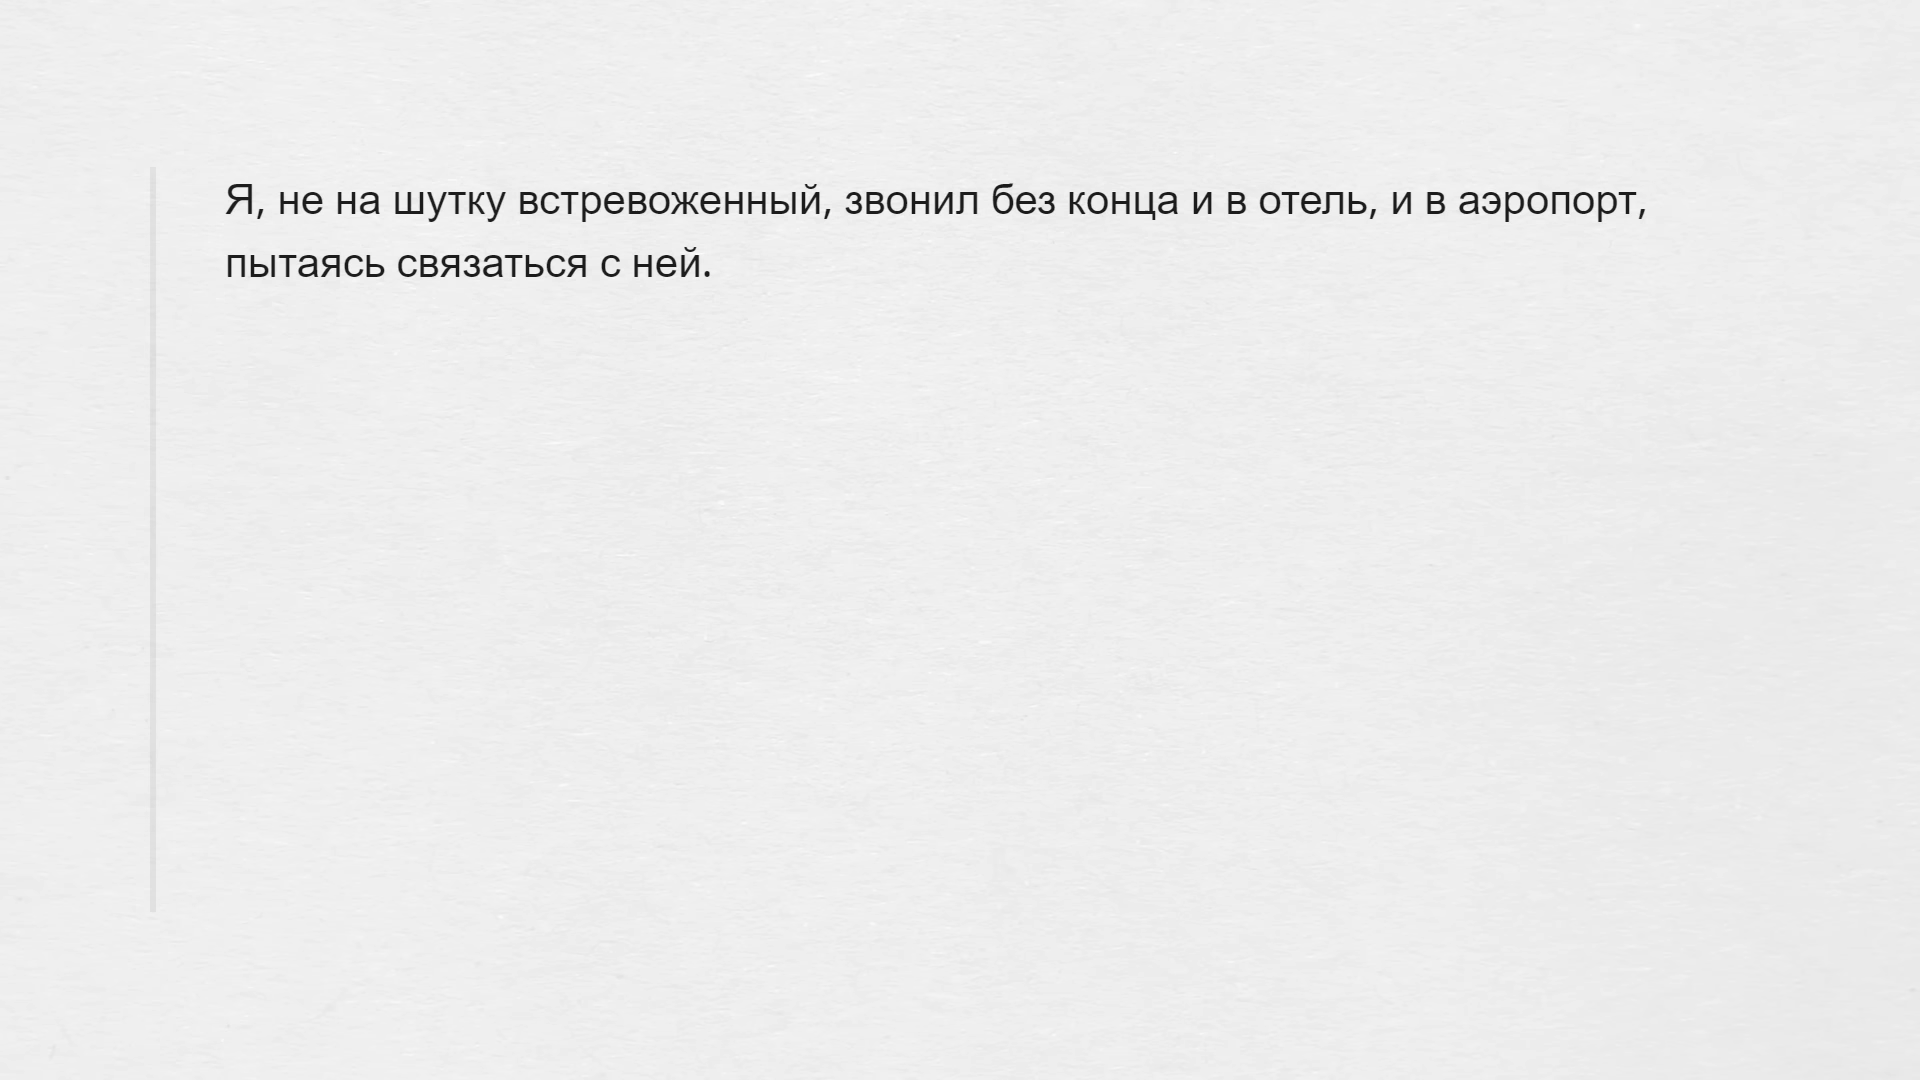 Я, не на шутку встревоженный, звонил без конца и в отель, и в аэропорт,
пытаясь связаться с ней.